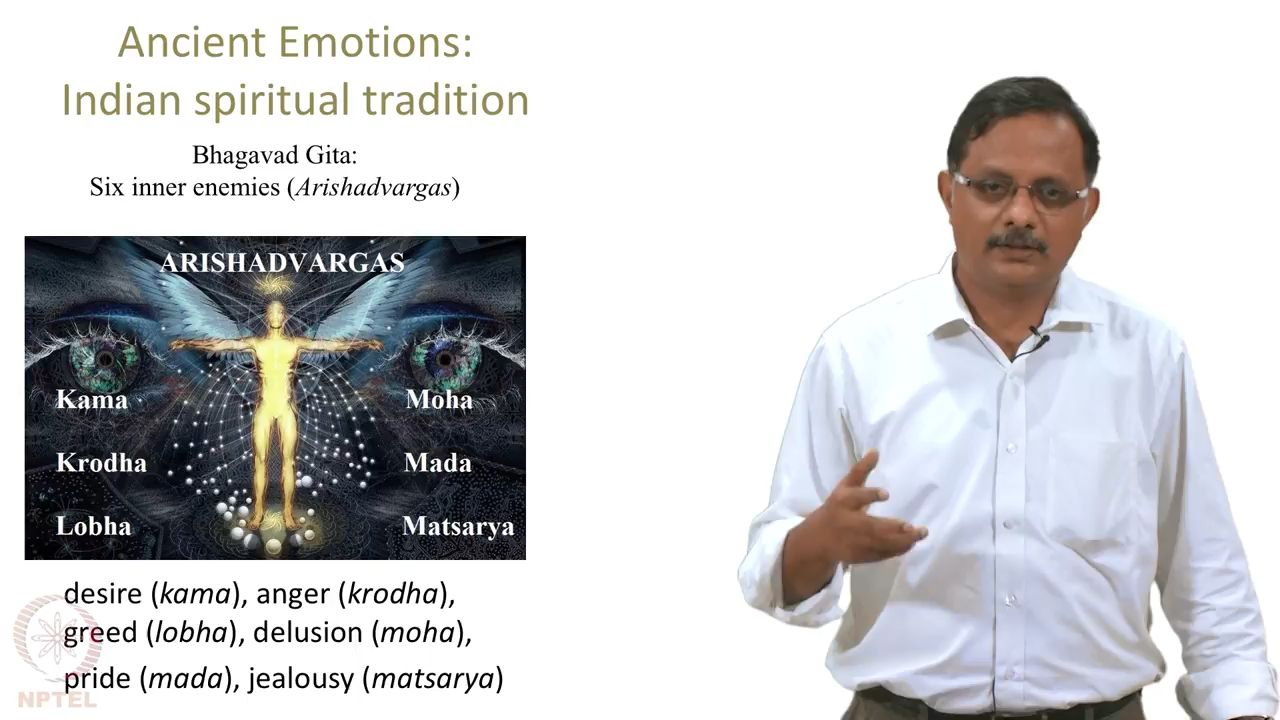 Ancient Emotions:
Indian spiritual tradition
Bhagavad Gita:
Six inner enemies (Arishadvargas)
ARISHADVARGAS
Kama
Moha
Krodha
Mada
Lobha
Matsarya
desire (kama), anger (krodha),
greed (lobha), delusion (moha),
pride (mada), jealousy (matsarya)
NPTEL